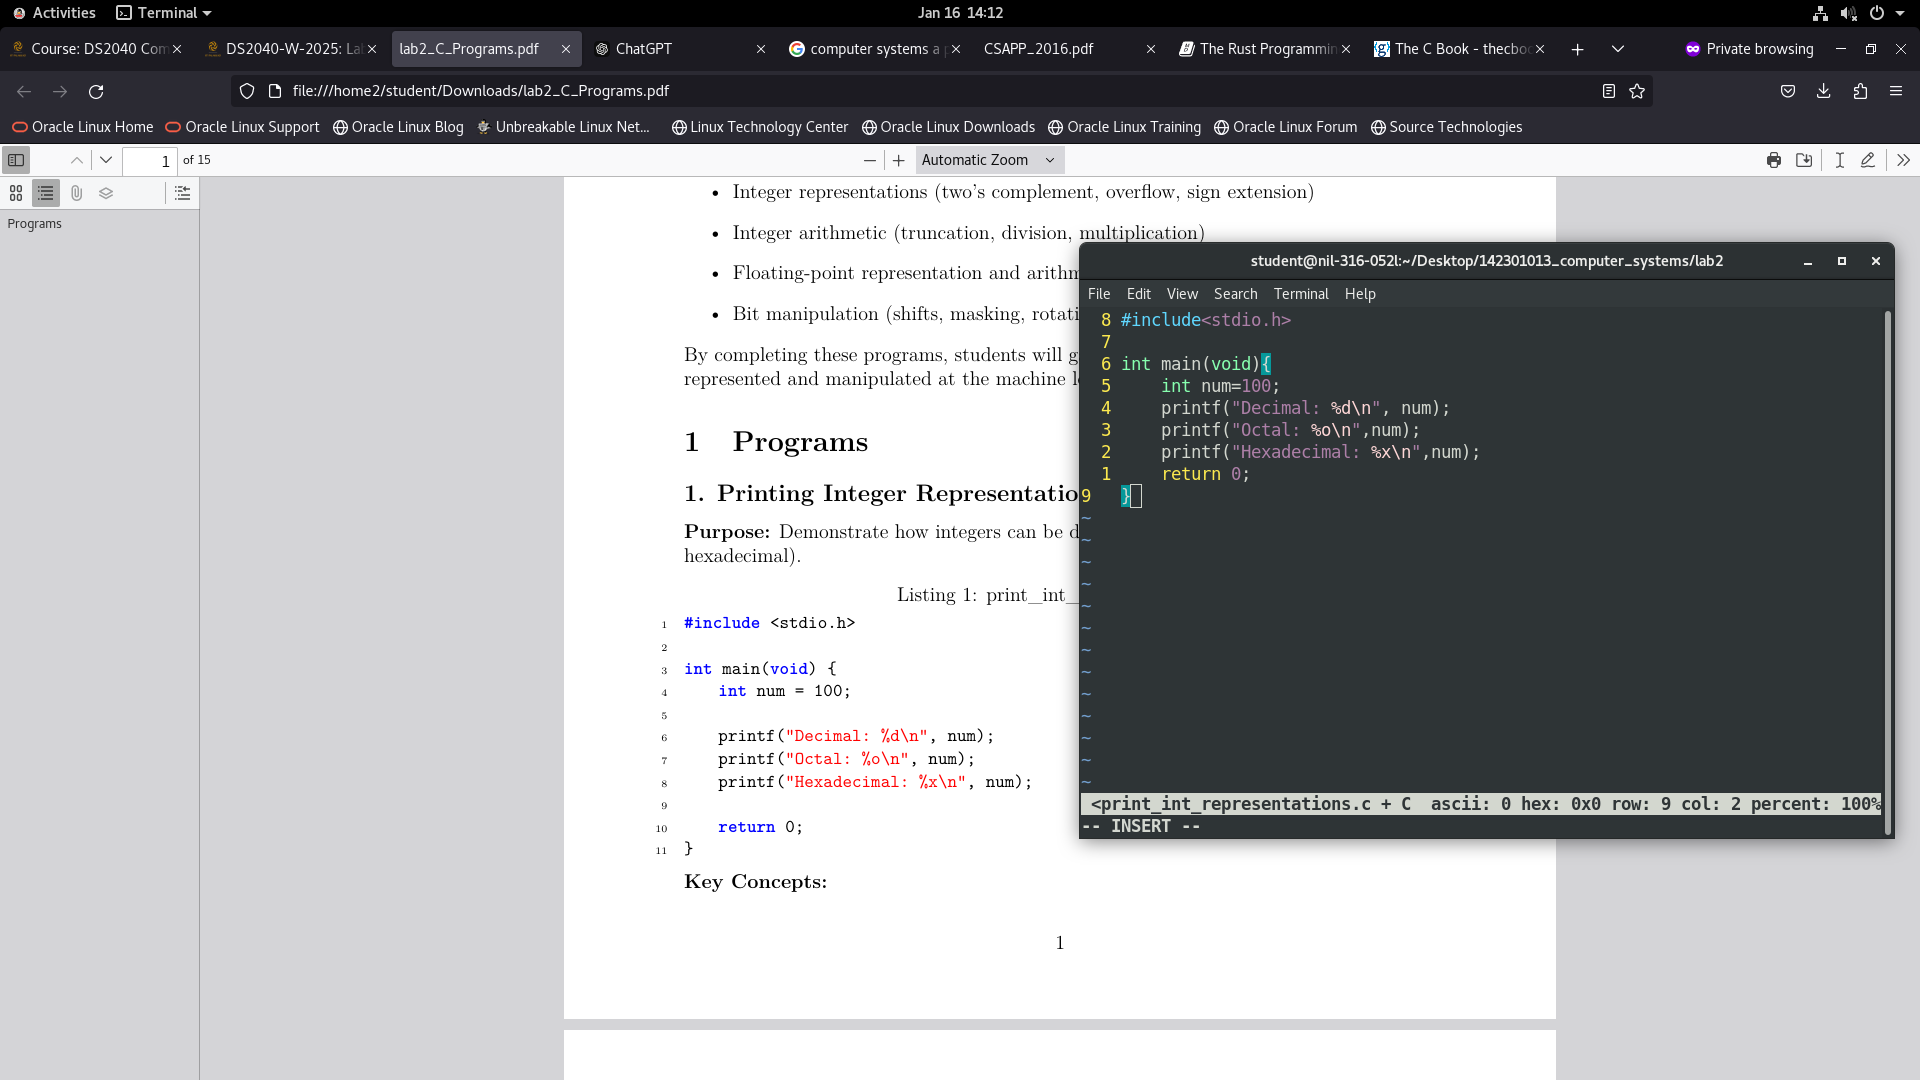 Activities Terminal Jan 16 14:12
Course: DS2040 Com DS2040-W-2025: La lab2_C_Programs.pdf ChatGPT computer systems a p CSAPP_2016.pdf The Rust Programmin The C Book - thecboo Private browsing
file:///home2/student/Downloads/lab2_C_Programs.pdf
Oracle Linux Home Oracle Linux Support Oracle Linux Blog Unbreakable Linux Net... Linux Technology Center Oracle Linux Downloads Oracle Linux Training Oracle Linux Forum Source Technologies
1 of 15 Automatic Zoom
Programs
• Integer representations (two's complement, overflow, sign extension)
• Integer arithmetic (truncation, division, multiplication)
• Floating-point representation and arithm
• Bit manipulation (shifts, masking, rotati
By completing these programs, students will g
represented and manipulated at the machine l
1 Programs
1. Printing Integer Representatio
Purpose: Demonstrate how integers can be d
hexadecimal).
Listing 1: print_int_
1 #include <stdio.h>
2
3 int main(void) {
4 int num = 100;
5
6 printf("Decimal: %d\n", num);
7 printf("Octal: %o\n", num);
8 printf("Hexadecimal: %x\n", num);
9
10 return 0;
11 }
Key Concepts:
1
student@nil-316-052l:~/Desktop/142301013_computer_systems/lab2
File Edit View Search Terminal Help
8 #include<stdio.h>
7
6 int main(void){
5 int num=100;
4 printf("Decimal: %d\n", num);
3 printf("Octal: %o\n",num);
2 printf("Hexadecimal: %x\n",num);
1 return 0;
9 }
~
~
~
~
~
~
~
~
~
~
~
~
~
<print_int_representations.c + C ascii: 0 hex: 0x0 row: 9 col: 2 percent: 100%
-- INSERT --